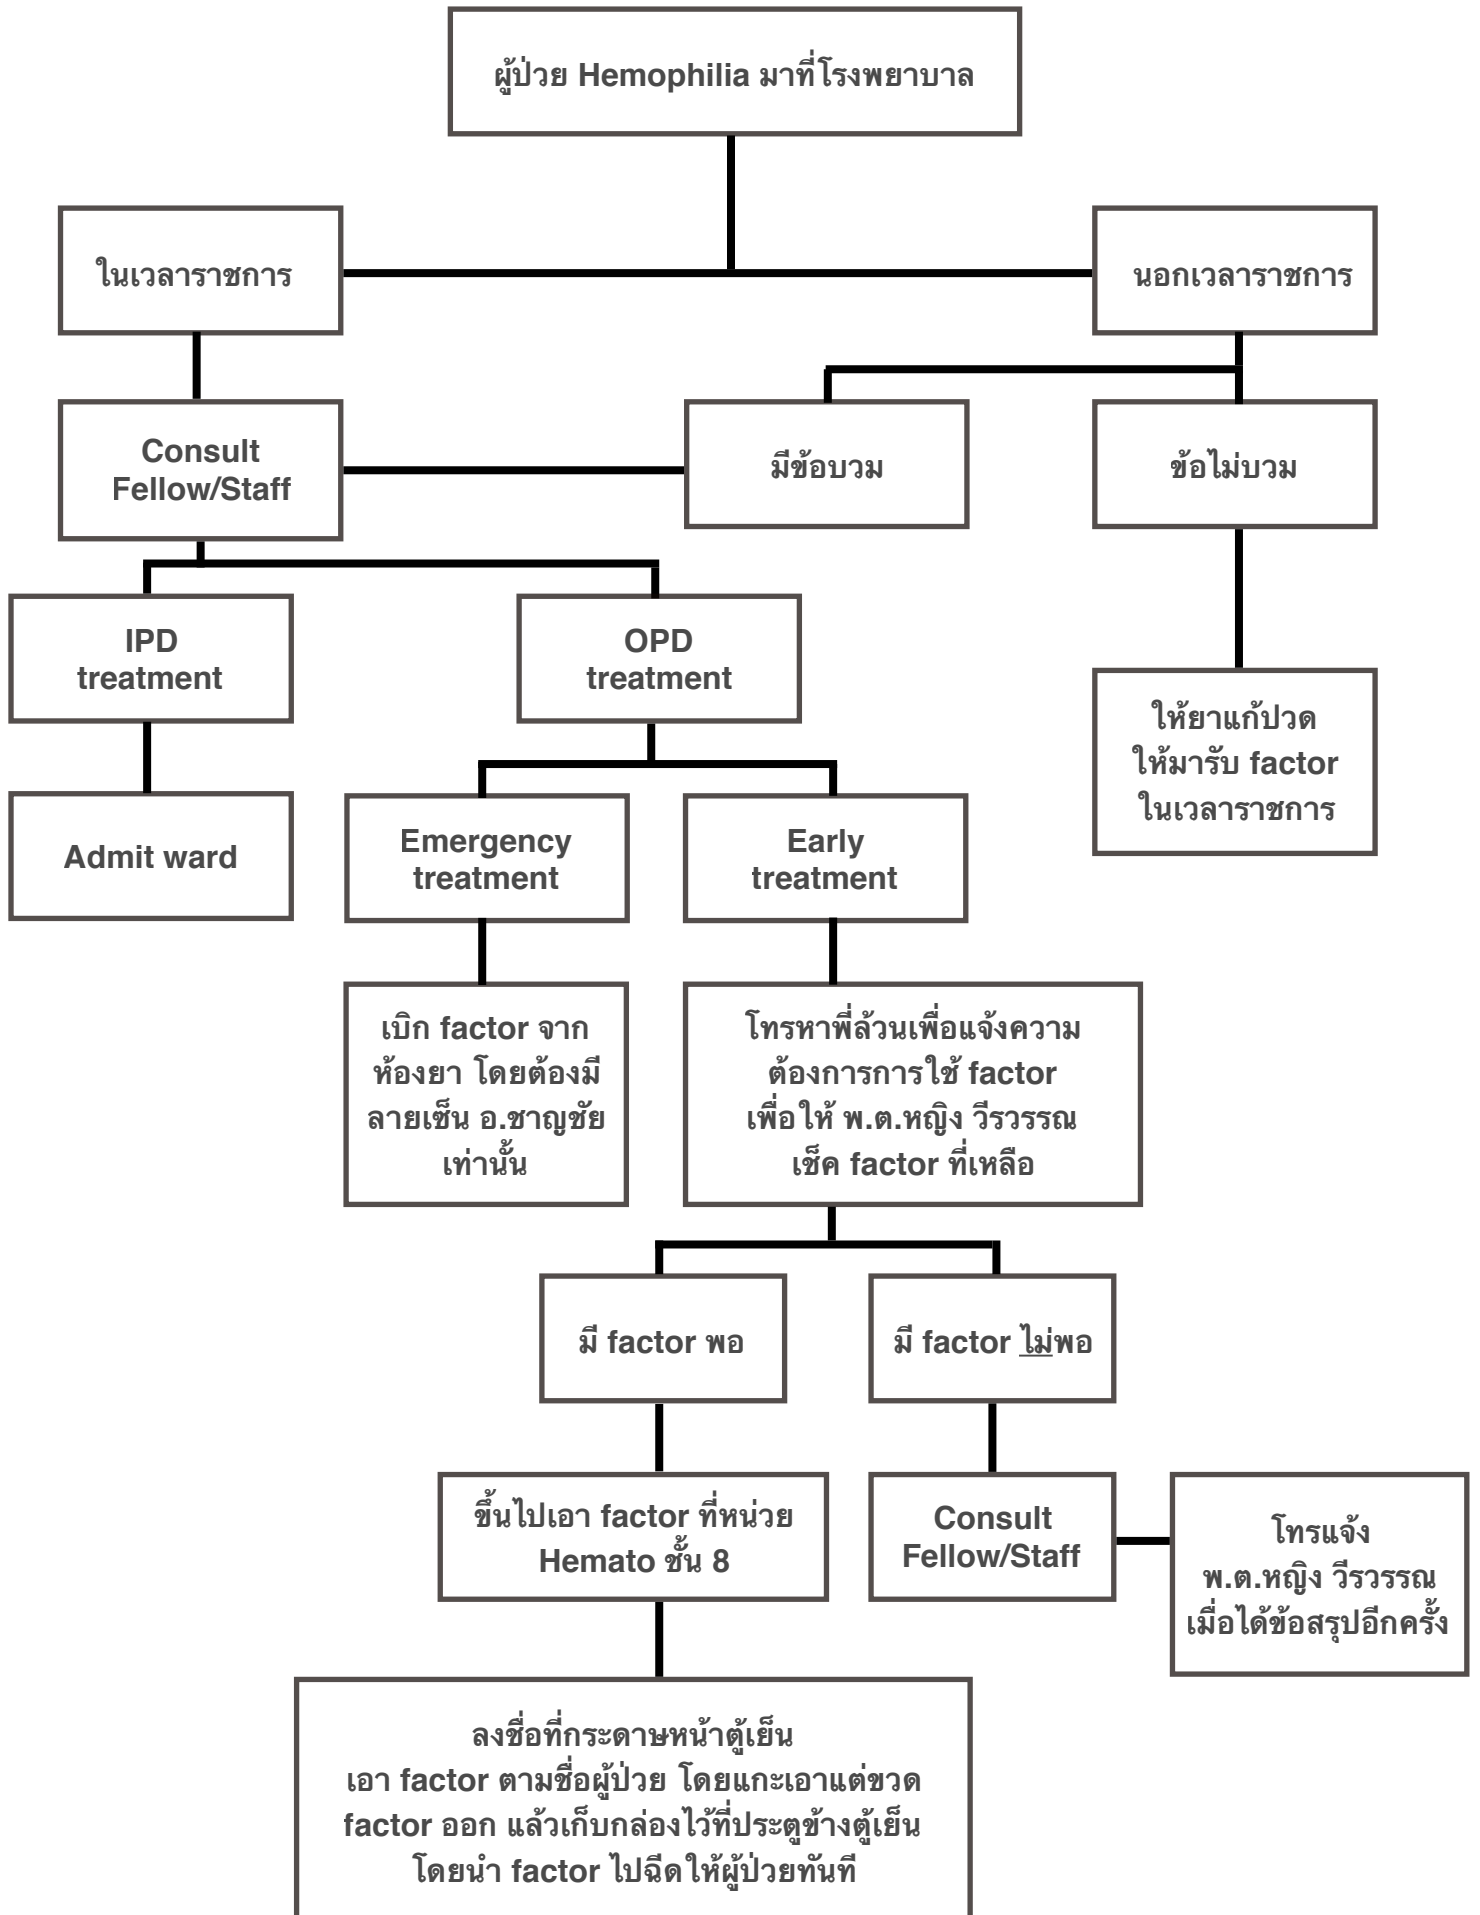 ผู้ป่วย Hemophilia มาที่โรงพยาบาล
ในเวลาราชการ
นอกเวลาราชการ
Consult
Fellow/Staff
มีข้อบวม
ข้อไม่บวม
IPD
treatment
OPD
treatment
ให้ยาแก้ปวด
ให้มารับ factor
ในเวลาราชการ
Admit ward
Emergency
treatment
Early
treatment
เบิก factor จาก
ห้องยา โดยต้องมี
ลายเซ็น อ.ชาญชัย
เท่านั้น
โทรหาพี่ล้วนเพื่อแจ้งความ
ต้องการการใช้ factor
เพื่อให้ พ.ต.หญิง วีรวรรณ
เช็ค factor ที่เหลือ
มี factor พอ
มี factor ไม่พอ
ขึ้นไปเอา factor ที่หน่วย
Hemato ชั้น 8
Consult
Fellow/Staff
โทรแจ้ง
พ.ต.หญิง วีรวรรณ
เมื่อได้ข้อสรุปอีกครั้ง
ลงชื่อที่กระดาษหน้าตู้เย็น
เอา factor ตามชื่อผู้ป่วย โดยแกะเอาแต่ขวด
factor ออก แล้วเก็บกล่องไว้ที่ประตูข้างตู้เย็น
โดยนำ factor ไปฉีดให้ผู้ป่วยทันที